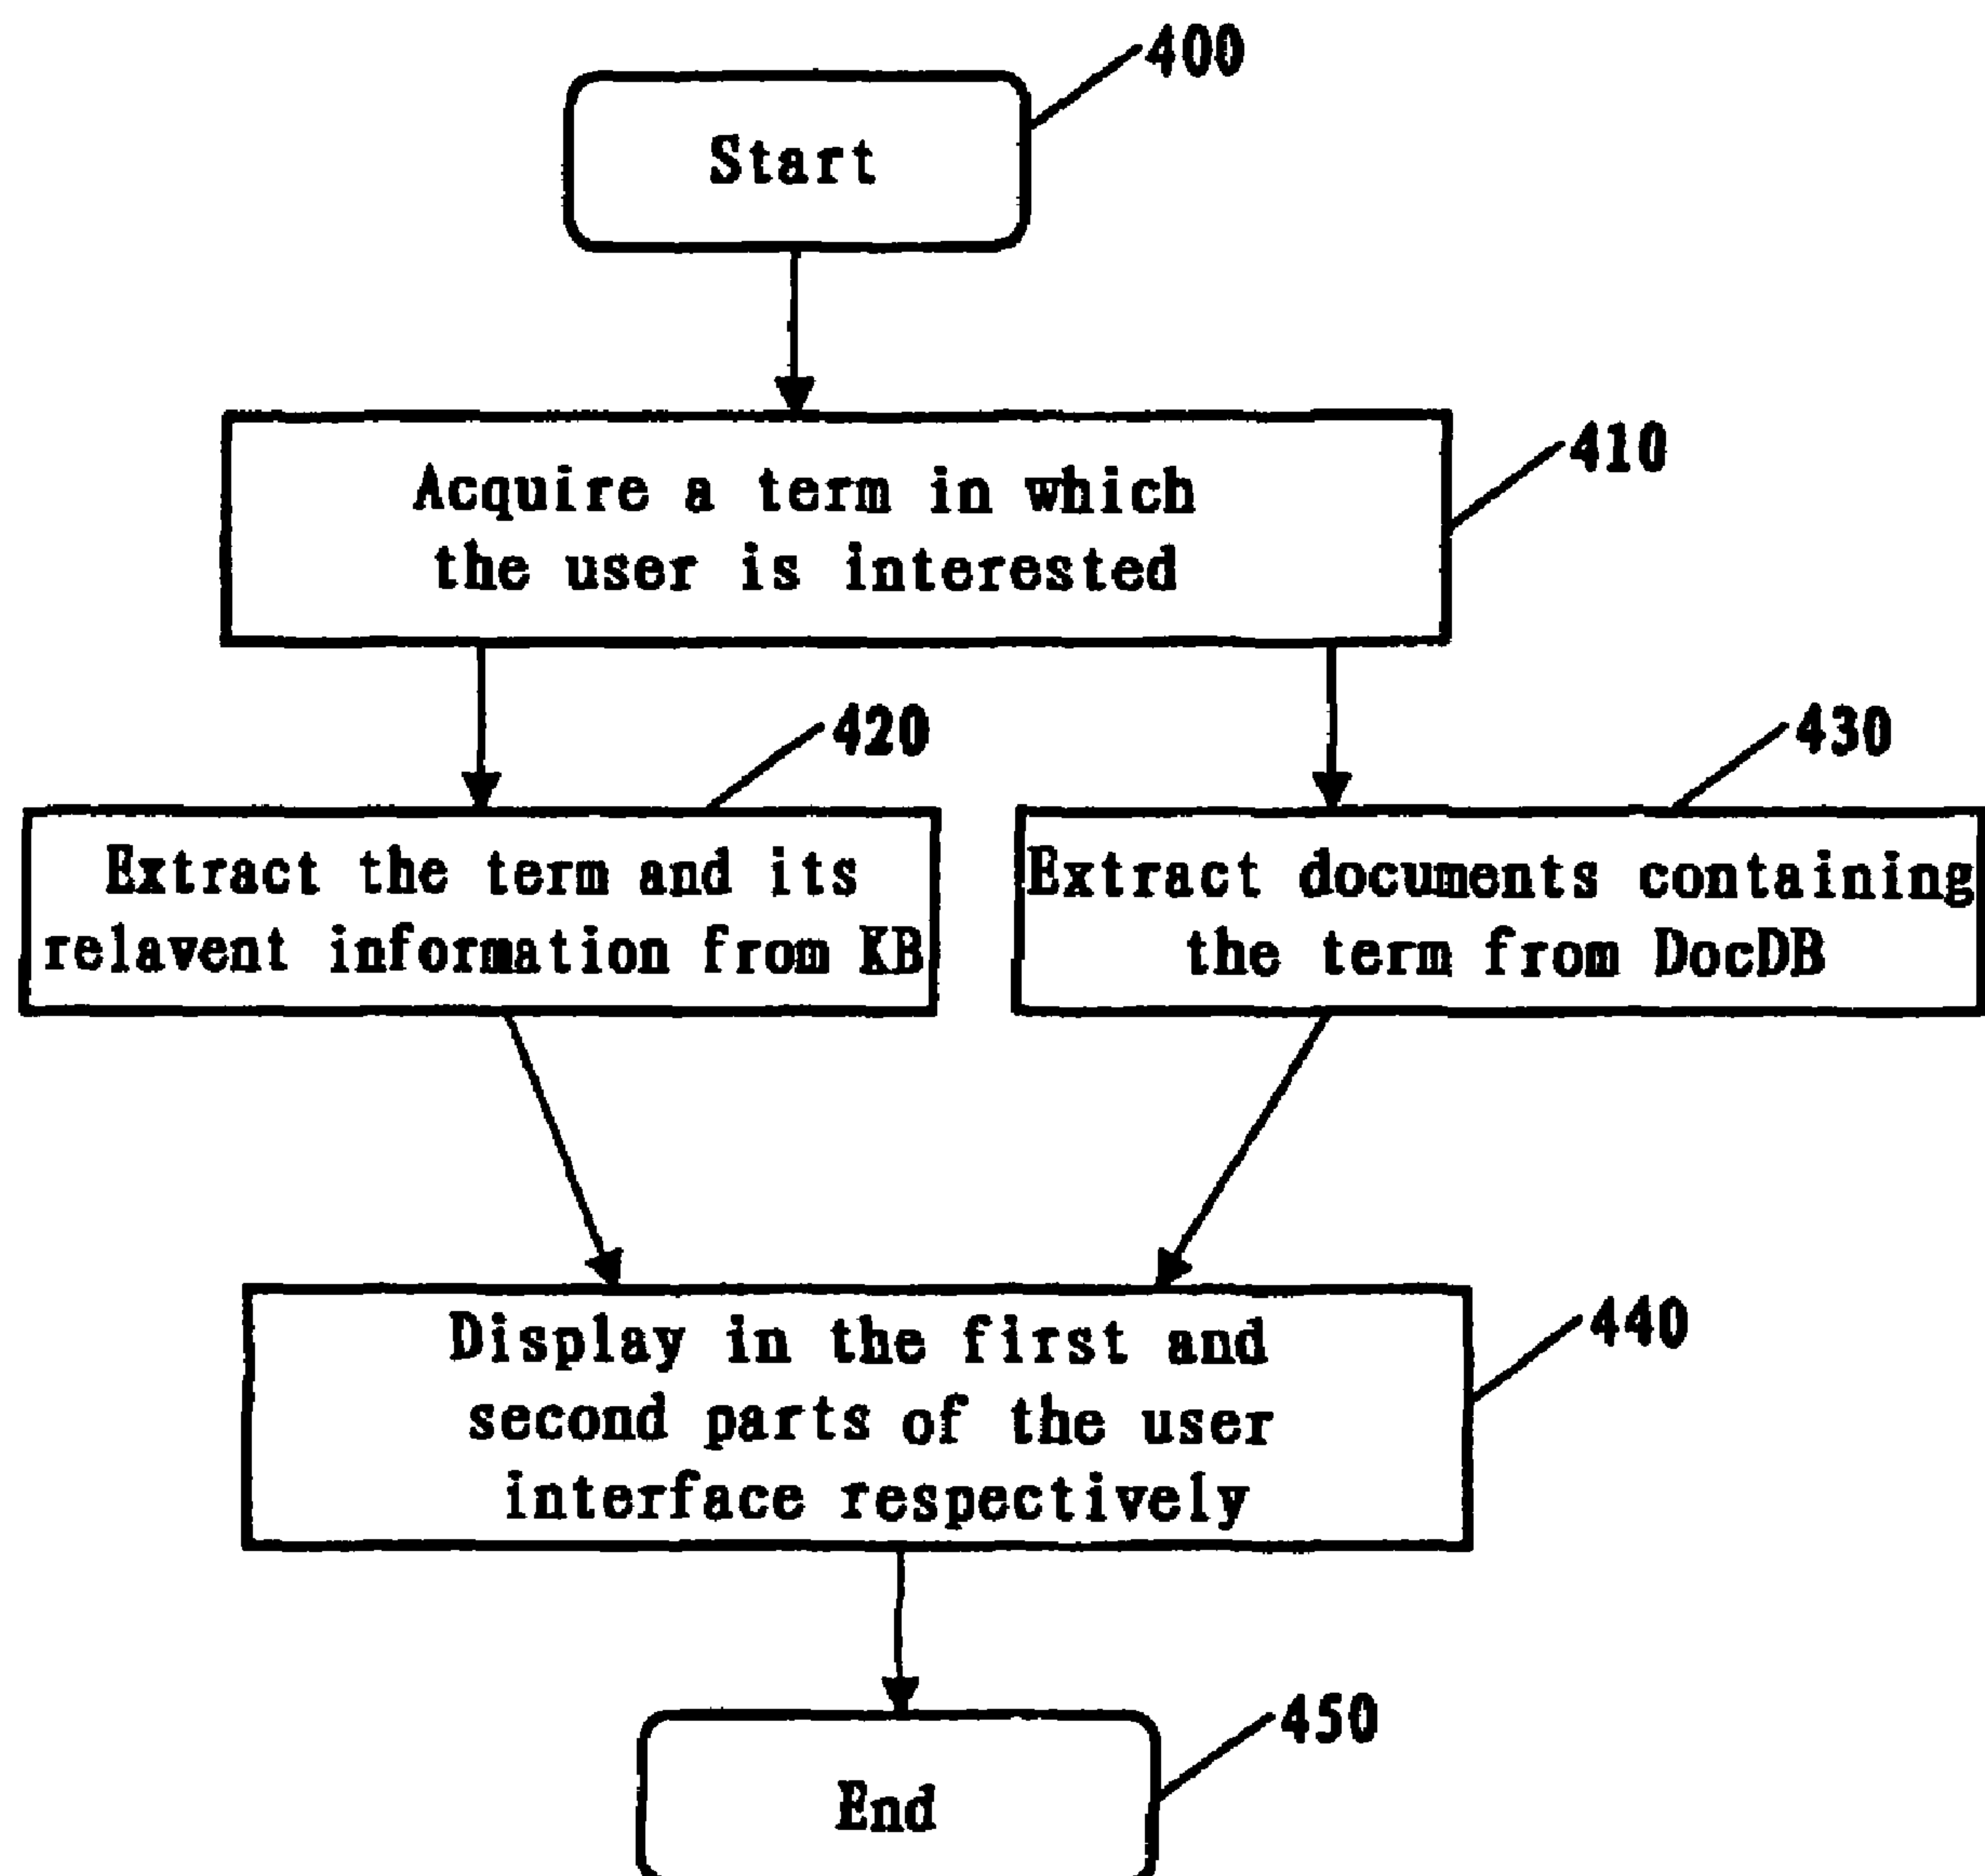 400
Start
410
Acquire a term in which
the user is interested
420
430
Extract the term and its
relavent information from KB
Extract documents containing
the term from DocDB
440
Display in the first and
second parts of the user
interface respectively
450
End